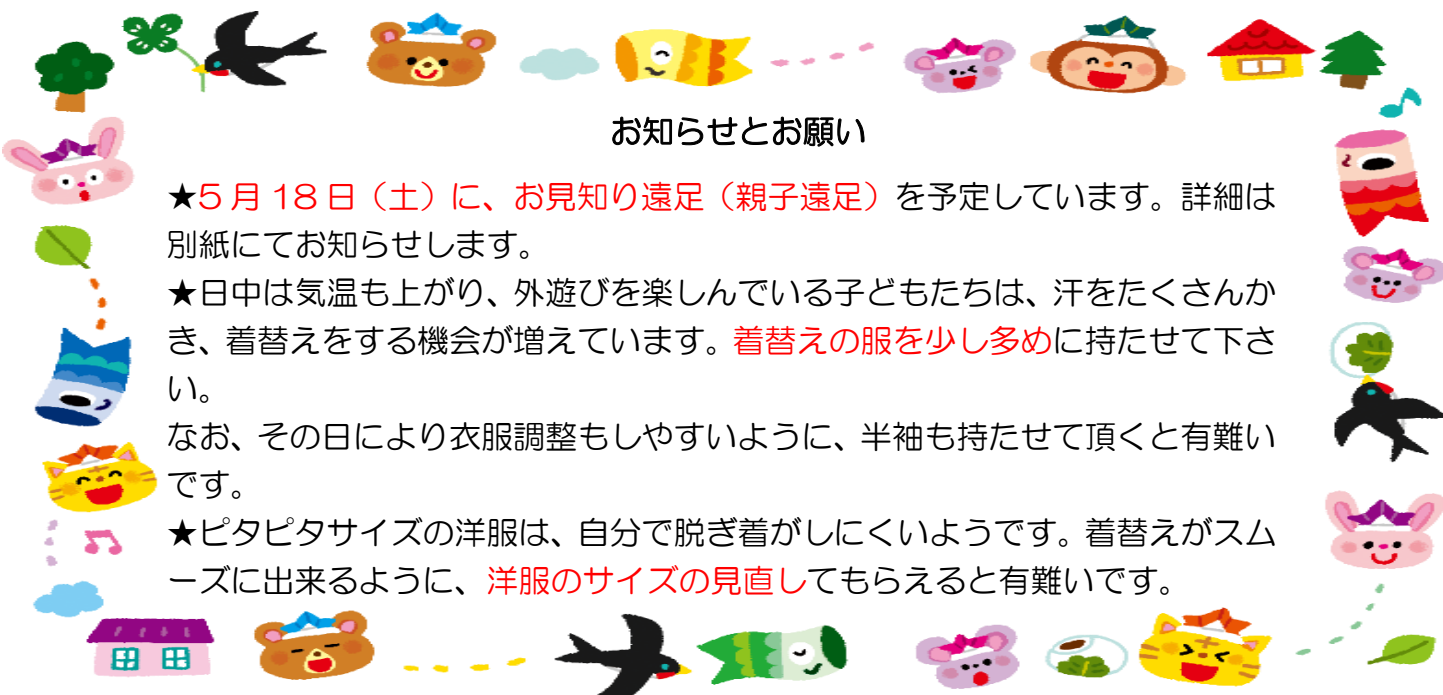 お知らせとお願い
★5月18日（土）に、お見知り遠足（親子遠足）を予定しています。詳細は
別紙にてお知らせします。
★日中は気温も上がり、外遊びを楽しんでいる子どもたちは、汗をたくさんか
き、着替えをする機会が増えています。着替えの服を少し多めに持たせて下さ
い。
なお、その日により衣服調整もしやすいように、半袖も持たせて頂くと有難い
です。
★ピタピタサイズの洋服は、自分で脱ぎ着がしにくいようです。着替えがスム
ーズに出来るように、洋服のサイズの見直してもらえると有難いです。